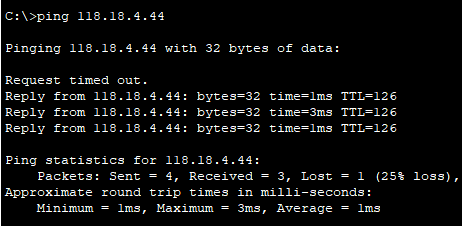 C:\>ping 118.18.4.44
Pinging 118.18.4.44 with 32 bytes of data:
Request timed out.
Reply from 118.18.4.44: bytes=32 time=1ms TTL=126
Reply from 118.18.4.44: bytes=32 time=3ms TTL=126
Reply from 118.18.4.44: bytes=32 time=1ms TTL=126
Ping statistics for 118.18.4.44:
    Packets: Sent = 4, Received = 3, Lost = 1 (25% loss),
Approximate round trip times in milli-seconds:
    Minimum = 1ms, Maximum = 3ms, Average = 1ms